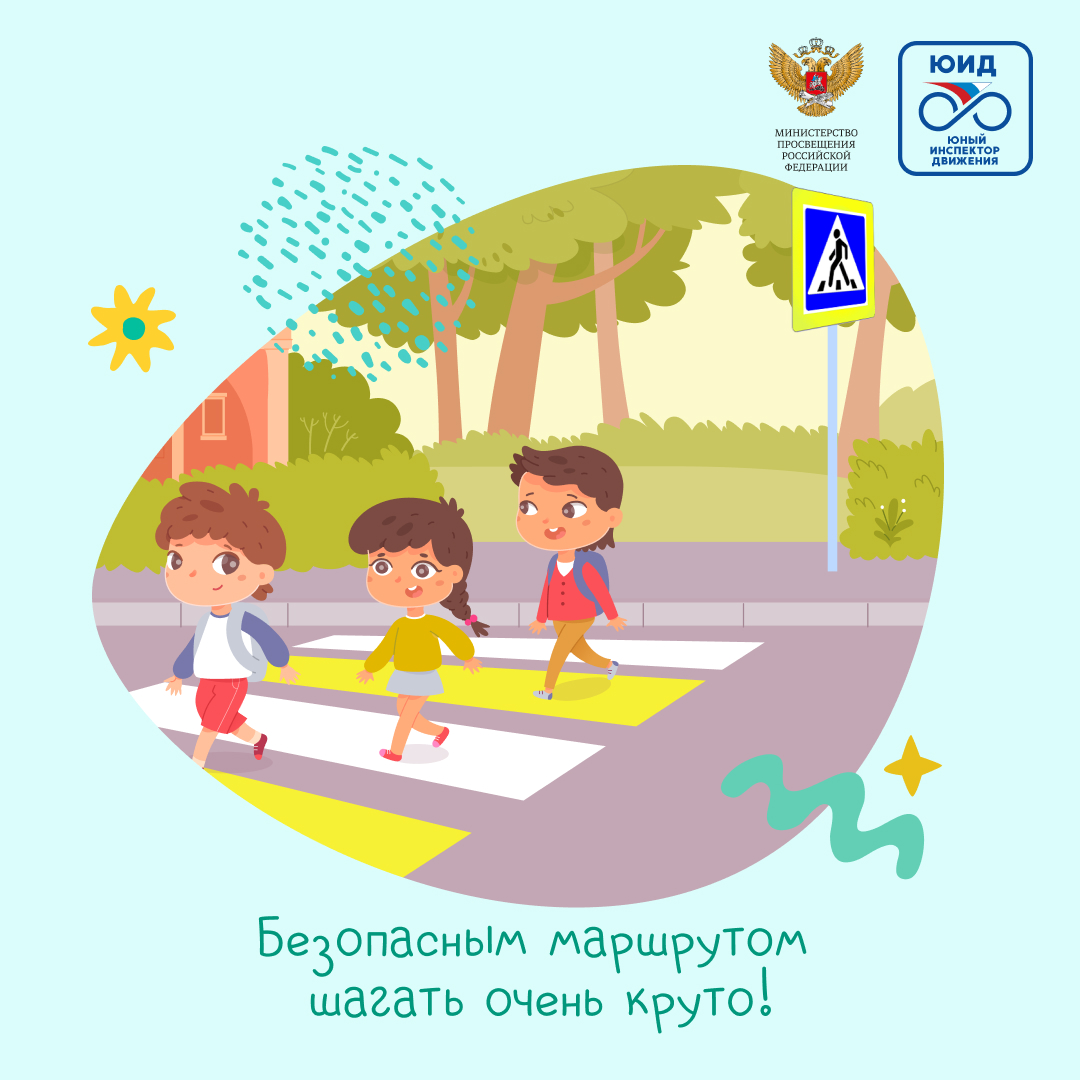 МИНИСТЕРСТВО
ПРОСВЕЩЕНИЯ
РОССИЙСКОЙ
ФЕДЕРАЦИИ
ЮИД
ЮНЫЙ
ИНСПЕКТОР
ДВИЖЕНИЯ
Безопасным маршрутом
шагать очень круто!